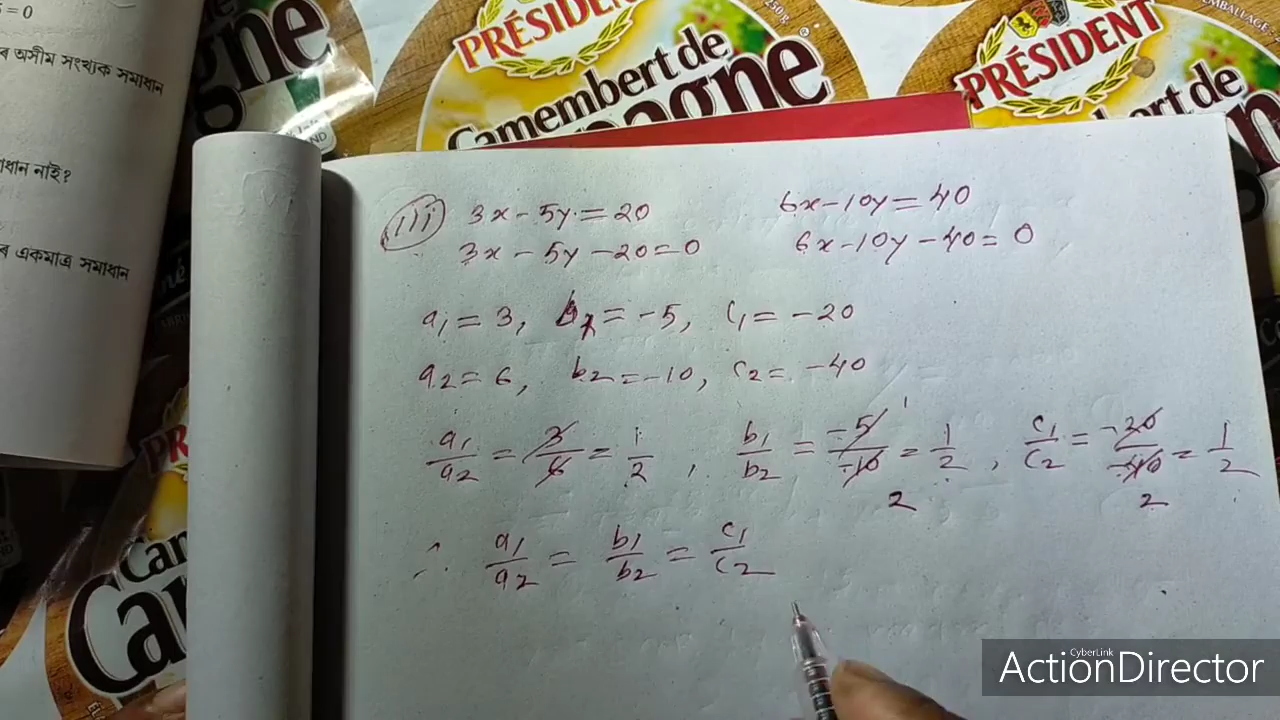 = 0
ৰ অসীম সংখ্যক সমাধান
াধান নাই?
ৰ একমাত্ৰ সমাধান
PRÉSIDENT
Camembert de
250 g
PRÉSIDENT
EMBALLAGE
(iii) 3x - 5y = 20 6x - 10y = 40
3x - 5y - 20 = 0 6x - 10y - 40 = 0
a₁ = 3, b₁ = -5, c₁ = -20
a₂ = 6, b₂ = -10, c₂ = -40
a₁/a₂ = 3/6 = 1/2, b₁/b₂ = -5/-10 = 1/2, c₁/c₂ = -20/-40 = 1/2
∴ a₁/a₂ = b₁/b₂ = c₁/c₂
CyberLink
ActionDirector